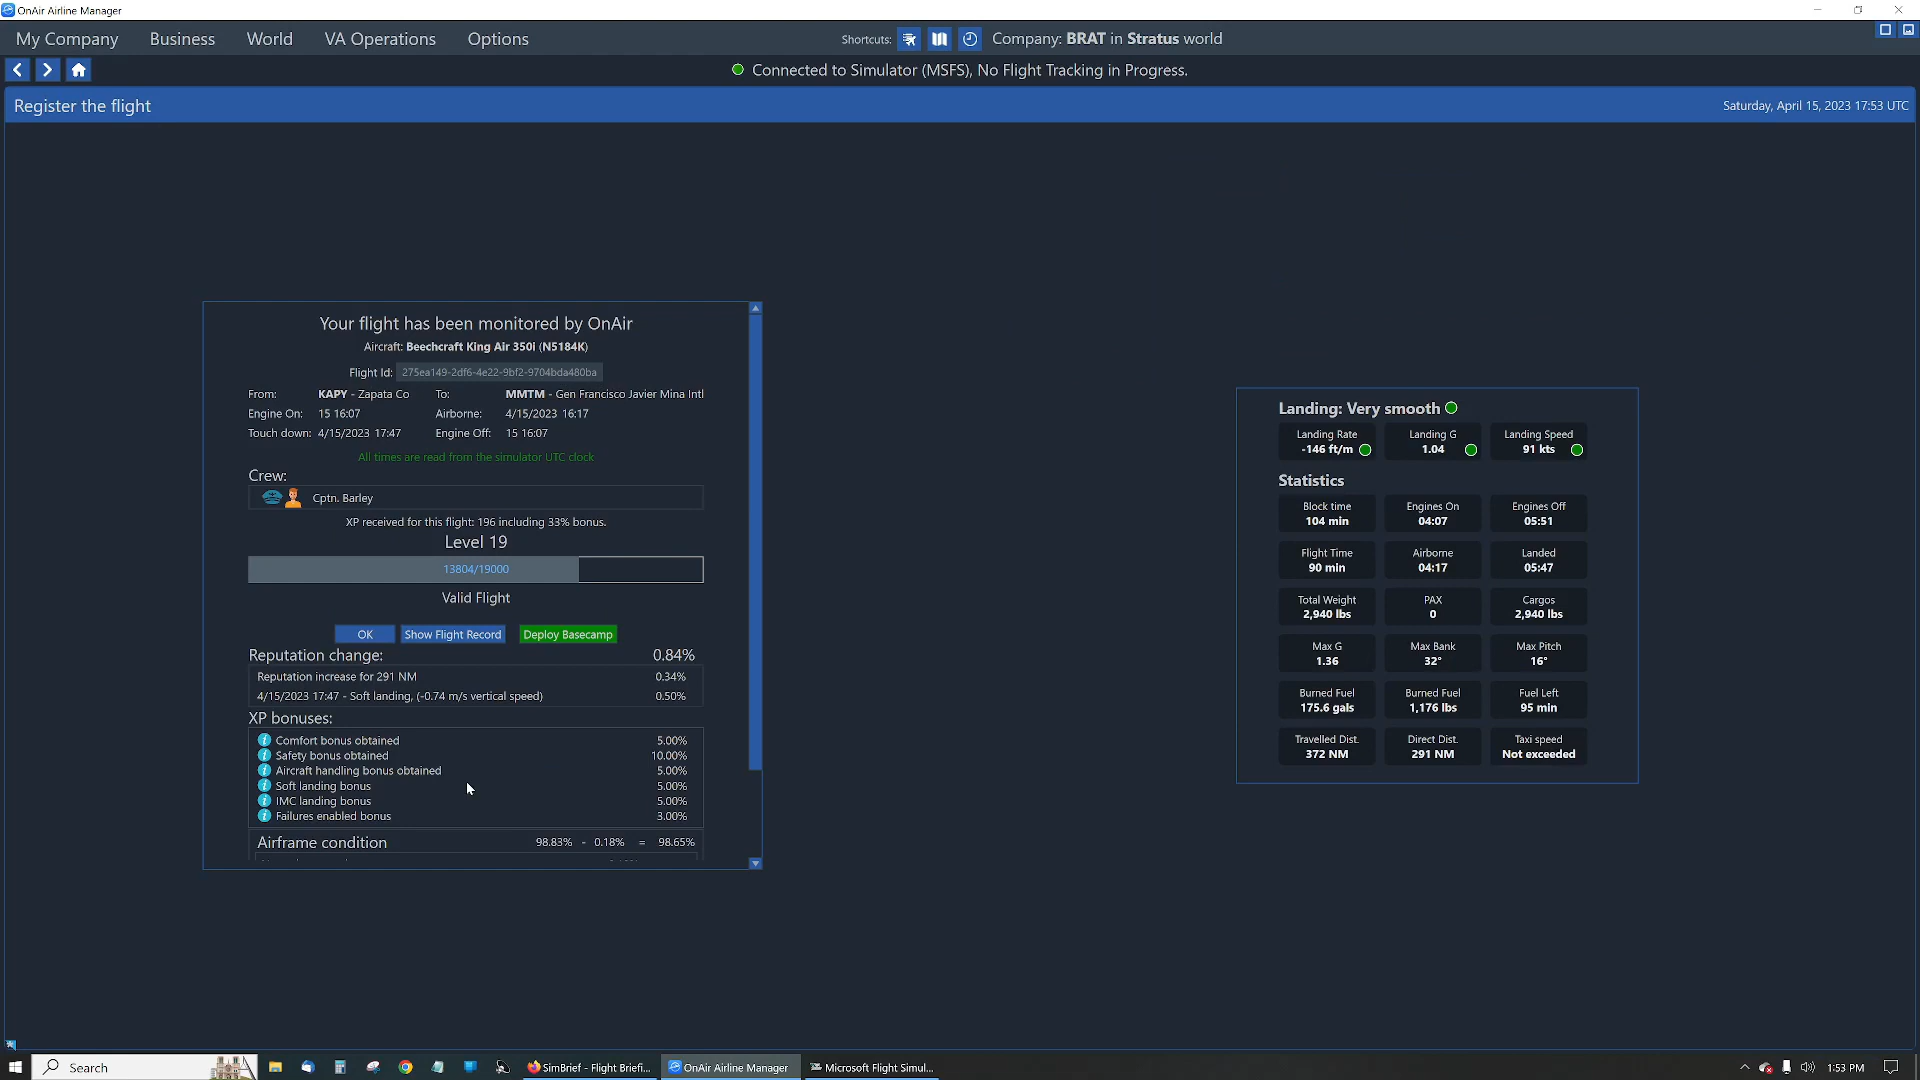 OnAir Airline Manager
My Company Business World VA Operations Options
Shortcuts: Company: BRAT in Stratus world
Connected to Simulator (MSFS), No Flight Tracking in Progress.
Register the flight
Saturday, April 15, 2023 17:53 UTC
Your flight has been monitored by OnAir
Aircraft: Beechcraft King Air 350i (N5184K)
Flight Id: 275ea149-2df6-4e22-9bf2-9704bda480ba
From: KAPY - Zapata Co To: MMTM - Gen Francisco Javier Mina Intl
Engine On: 15 16:07 Airborne: 4/15/2023 16:17
Touch down: 4/15/2023 17:47 Engine Off: 15 16:07
All times are read from the simulator UTC clock
Crew:
Cptn. Barley
XP received for this flight: 196 including 33% bonus.
Level 19
13804/19000
Valid Flight
OK Show Flight Record Deploy Basecamp
Reputation change: 0.84%
Reputation increase for 291 NM 0.34%
4/15/2023 17:47 - Soft landing, (-0.74 m/s vertical speed) 0.50%
XP bonuses:
Comfort bonus obtained 5.00%
Safety bonus obtained 10.00%
Aircraft handling bonus obtained 5.00%
Soft landing bonus 5.00%
IMC landing bonus 5.00%
Failures enabled bonus 3.00%
Airframe condition 98.83% - 0.18% = 98.65%
Landing: Very smooth
Landing Rate Landing G Landing Speed
-146 ft/m 1.04 91 kts
Statistics
Block time Engines On Engines Off
104 min 04:07 05:51
Flight Time Airborne Landed
90 min 04:17 05:47
Total Weight PAX Cargos
2,940 lbs 0 2,940 lbs
Max G Max Bank Max Pitch
1.36 32° 16°
Burned Fuel Burned Fuel Fuel Left
175.6 gals 1,176 lbs 95 min
Travelled Dist. Direct Dist. Taxi speed
372 NM 291 NM Not exceeded
Search SimBrief - Flight Briefi... OnAir Airline Manager Microsoft Flight Simul... 1:53 PM